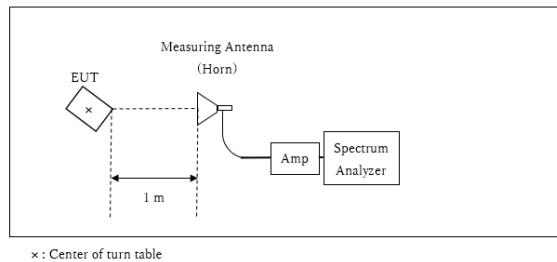 Measuring Antenna
(Horn)
EUT
×
Amp
Spectrum
Analyzer
1 m
× : Center of turn table